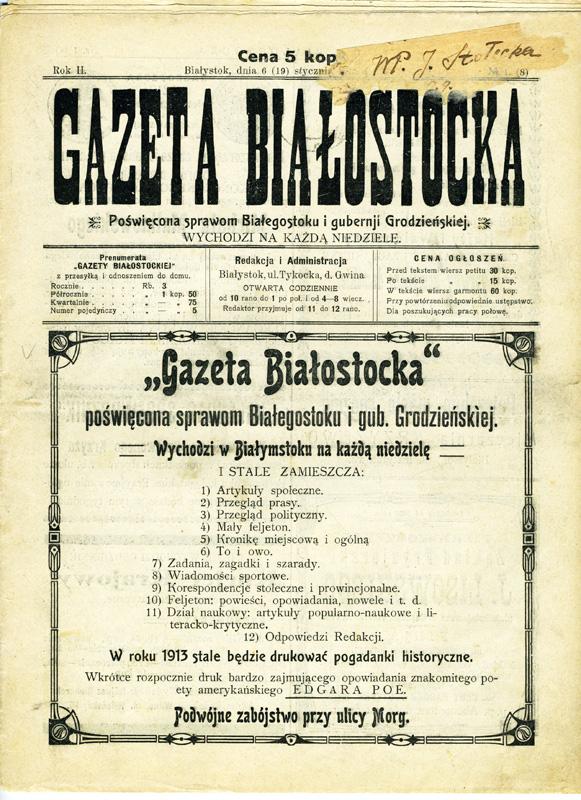 Cena 5 kop
Rok II.
Białystok, dnia 6 (19) stycznia
(8)
WP. J.
GAZETA BIAŁOSTOCKA
Poświęcona sprawom Białegostoku i gubernji Grodzieńskiej.
WYCHODZI NA KAŻDĄ NIEDZIELĘ.
Prenumerata
„GAZETY BIAŁOSTOCKIEJ"
z przesyłką i odnoszeniem do domu.
Rocznie . . . . . . Rb. 3
Półrocznie . . . . . „ 1 kop. 50
Kwartalnie . . . . . „ — „ 75
Numer pojedyńczy . . „ 5
Redakcja i Administracja
Białystok, ul. Tykocka, d. Gwina
OTWARTA CODZIENNIE
od 10 rano do 1 po poł. i od 4—8 wiecz.
Redaktor przyjmuje od 11 do 12 rano.
CENA OGŁOSZEŃ.
Przed tekstem wiersz petitu 30 kop.
Po tekście „ „ 15 kop.
W tekście wiersz garmontu 60 kop.
Przy powtórzeniu odpowiednie. ustępstwo.
Dla poszukujących pracy połowę.
„Gazeta Białostocka"
poświęcona sprawom Białegostoku i gub. Grodzieńskiej.
Wychodzi w Białymstoku na każdą niedzielę
I STALE ZAMIESZCZA:
1) Artykuły społeczne.
2) Przegląd prasy.
3) Przegląd polityczny.
4) Mały feljeton.
5) Kronikę miejscową i ogólną
6) To i owo.
7) Zadania, zagadki i szarady.
8) Wiadomości sportowe.
9) Korespondencje stołeczne i prowincjonalne.
10) Feljeton: powieści, opowiadania, nowele i t. d.
11) Dział naukowy: artykuły popularno-naukowe i li-
teracko-krytyczne.
12) Odpowiedzi Redakcji.
W roku 1913 stale będzie drukować pogadanki historyczne.
Wkrótce rozpocznie druk bardzo zajmującego opowiadania znakomitego po-
ety amerykańskiego EDGARA POE.
Podwójne zabójstwo przy ulicy Morg.